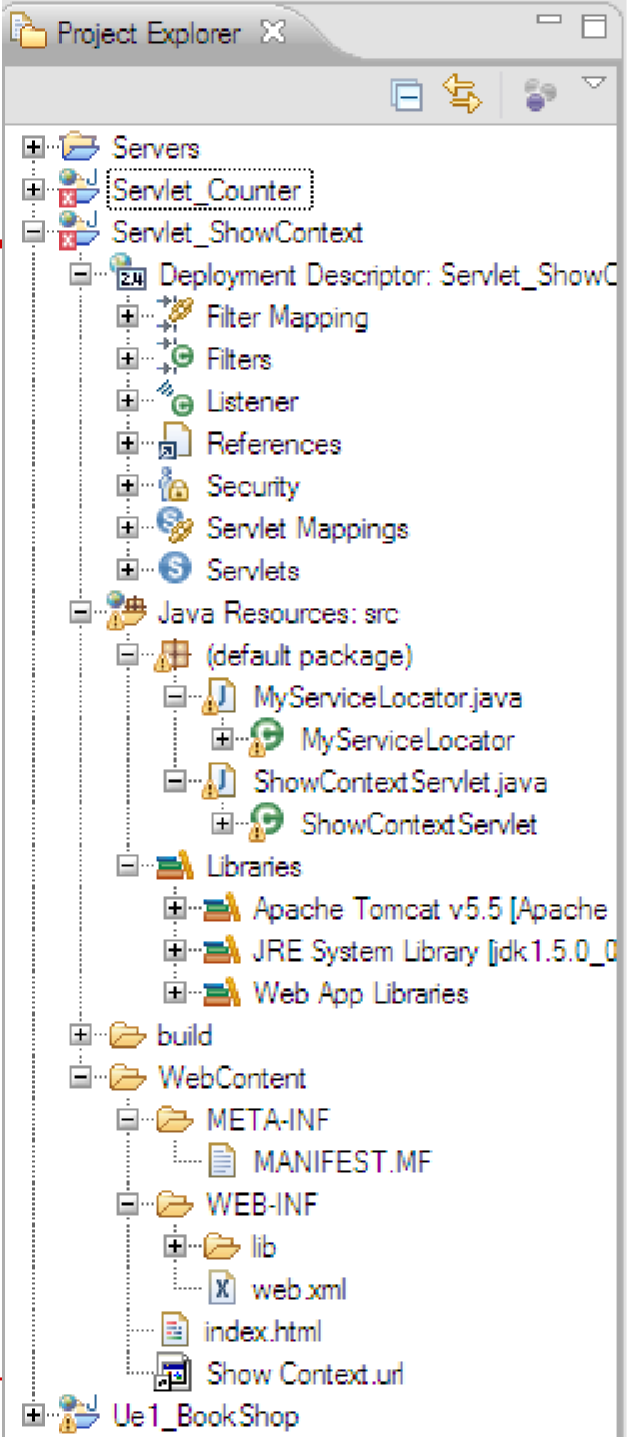 Project Explorer
Servers
Servlet_Counter
Servlet_ShowContext
2.4 Deployment Descriptor: Servlet_ShowC
Filter Mapping
Filters
Listener
References
Security
Servlet Mappings
Servlets
Java Resources: src
(default package)
MyServiceLocator.java
MyServiceLocator
ShowContextServlet.java
ShowContextServlet
Libraries
Apache Tomcat v5.5 [Apache
JRE System Library [jdk1.5.0_0
Web App Libraries
build
WebContent
META-INF
MANIFEST.MF
WEB-INF
lib
web.xml
index.html
Show Context.url
Ue1_BookShop